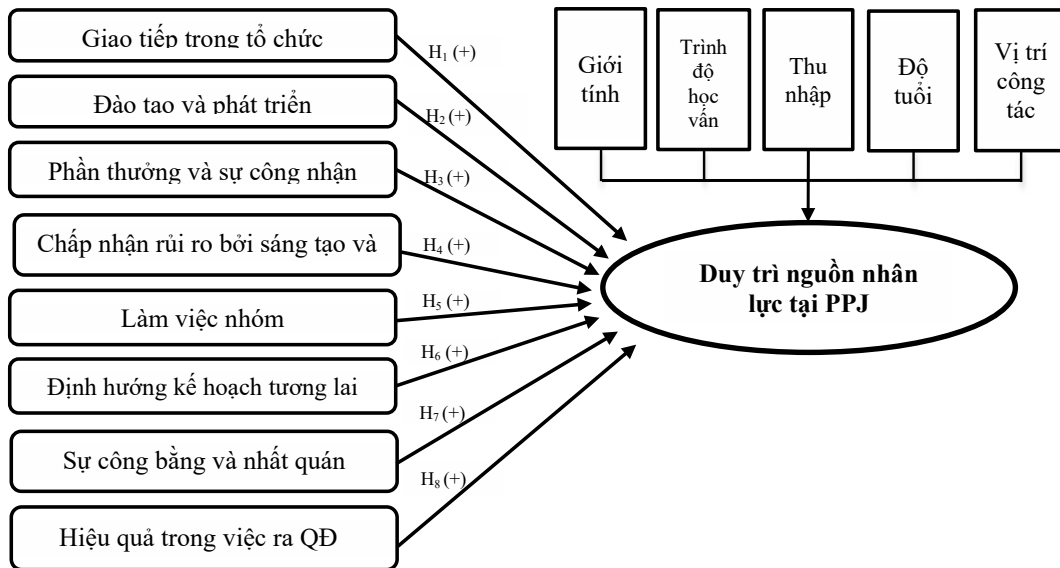 Giao tiếp trong tổ chức
Đào tao và phát triển
Phần thưởng và sự công nhận
Chấp nhận rủi ro bởi sáng tạo và
Làm việc nhóm
Định hướng kế hoạch tương lai
Sự công bằng và nhất quán
Hiệu quả trong việc ra QĐ
H₁ (+)
H₂ (+)
H₃ (+)
H₄ (+)
H₅ (+)
H₆ (+)
H₇ (+)
H₈ (+)
Giới
tính
Trình
độ
học
vấn
Thu
nhập
Độ
tuổi
Vị trí
công
tác
Duy trì nguồn nhân
lực tại PPJ